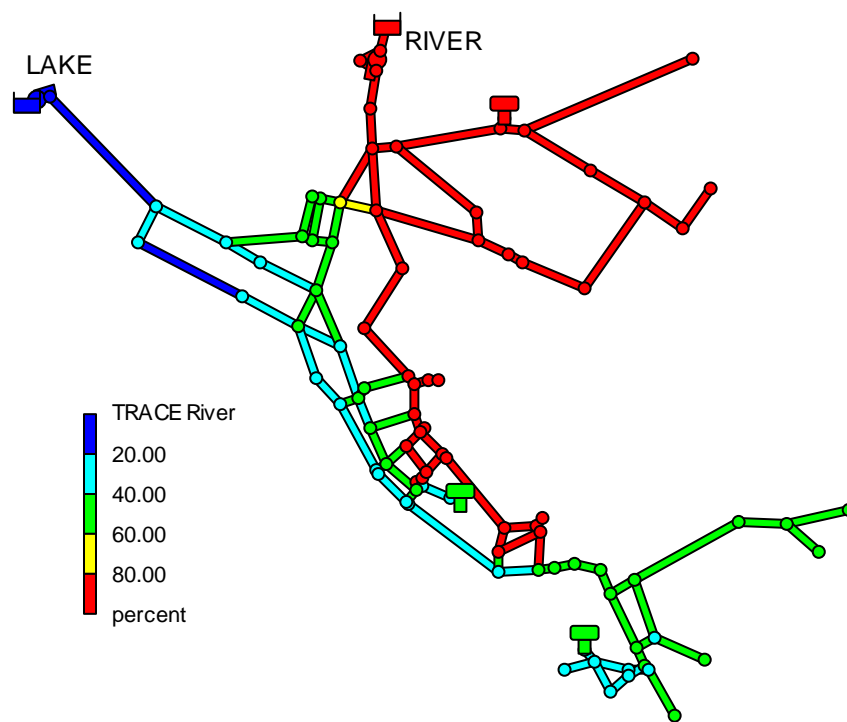 RIVER
LAKE
TRACE River
20.00
40.00
60.00
80.00
percent